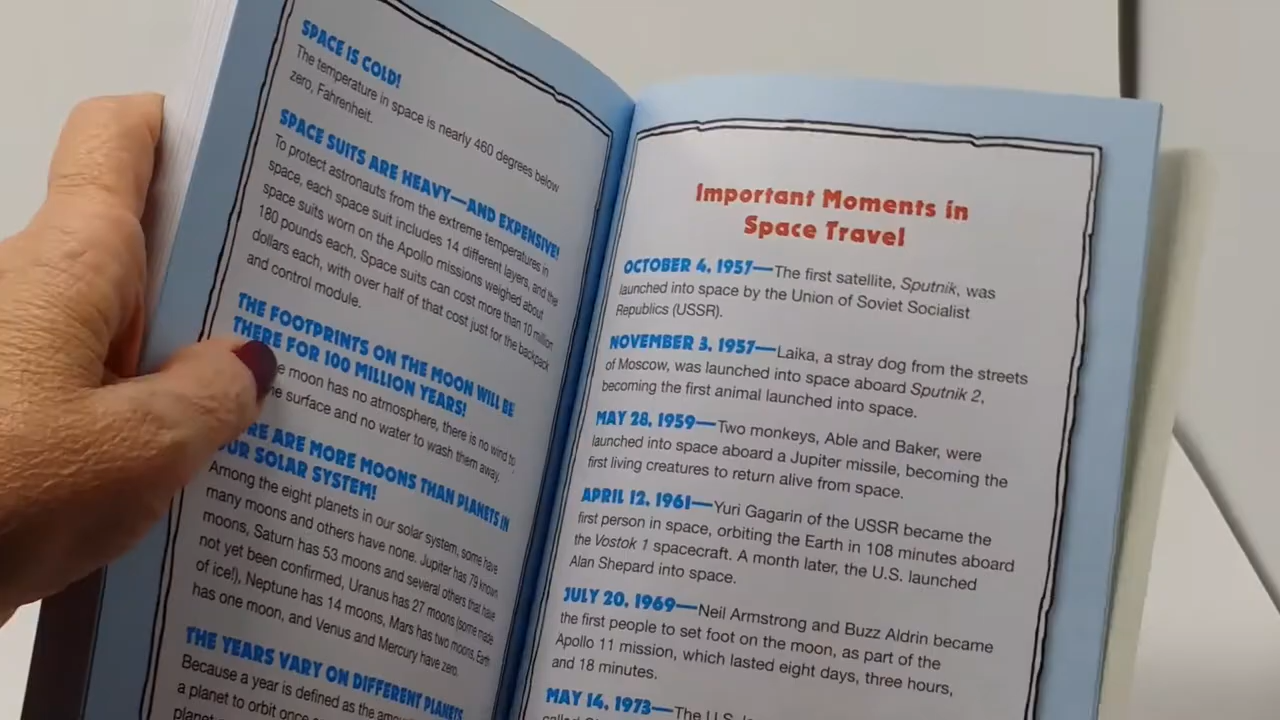 SPACE IS COLD!
The temperature in space is nearly 460 degrees below
zero, Fahrenheit.
SPACE SUITS ARE HEAVY—AND EXPENSIVE!
To protect astronauts from the extreme temperatures in
space, each space suit includes 14 different layers, and the
space suits worn on the Apollo missions weighed about
180 pounds each. Space suits can cost more than 10 million
dollars each, with over half of that cost just for the backpack
and control module.
THE FOOTPRINTS ON THE MOON WILL BE
THERE FOR 100 MILLION YEARS!
moon has no atmosphere, there is no wind to
surface and no water to wash them away.
ARE MORE MOONS THAN PLANETS IN
OUR SOLAR SYSTEM!
Among the eight planets in our solar system, some have
many moons and others have none. Jupiter has 79 known
moons, Saturn has 53 moons and several others that have
not yet been confirmed, Uranus has 27 moons (some made
of ice!), Neptune has 14 moons, Mars has two moons, Earth
has one moon, and Venus and Mercury have zero.
THE YEARS VARY ON DIFFERENT PLANETS
Because a year is defined as the
a planet to orbit once
Important Moments in
Space Travel
OCTOBER 4, 1957—The first satellite, Sputnik, was
launched into space by the Union of Soviet Socialist
Republics (USSR).
NOVEMBER 3, 1957—Laika, a stray dog from the streets
of Moscow, was launched into space aboard Sputnik 2,
becoming the first animal launched into space.
MAY 28, 1959—Two monkeys, Able and Baker, were
launched into space aboard a Jupiter missile, becoming the
first living creatures to return alive from space.
APRIL 12, 1961—Yuri Gagarin of the USSR became the
first person in space, orbiting the Earth in 108 minutes aboard
the Vostok 1 spacecraft. A month later, the U.S. launched
Alan Shepard into space.
JULY 20, 1969—Neil Armstrong and Buzz Aldrin became
the first people to set foot on the moon, as part of the
Apollo 11 mission, which lasted eight days, three hours,
and 18 minutes.
MAY 14, 1973—The U.S.